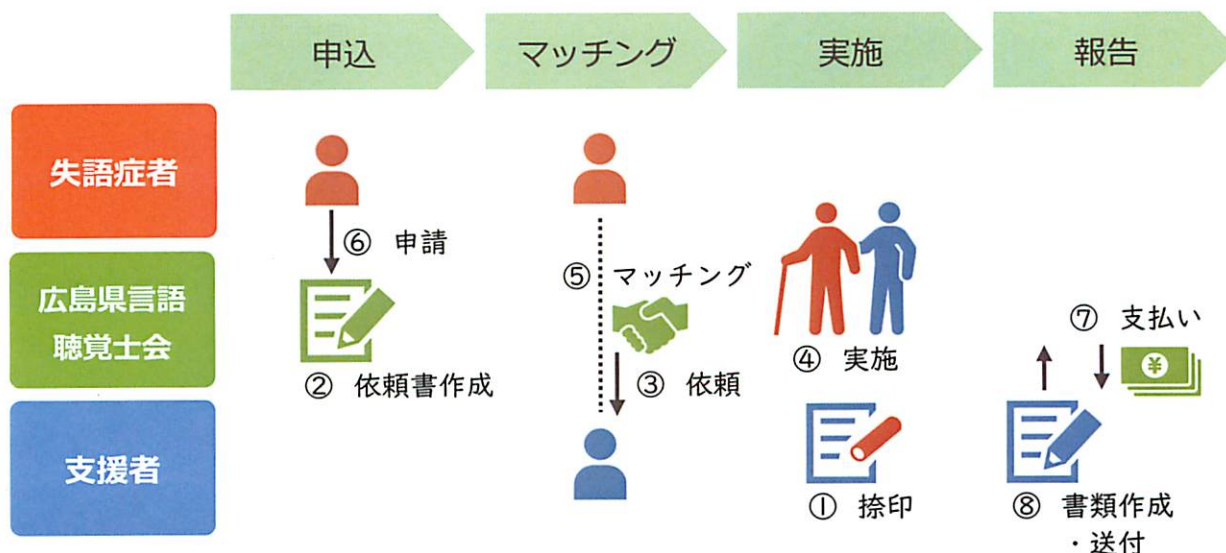 申込
マッチング
実施
報告
失語症者
⑥ 申請
広島県言語
聴覚士会
② 依頼書作成
⑤ マッチング
③ 依頼
④ 実施
⑦ 支払い
¥
支援者
① 捺印
⑧ 書類作成
・送付